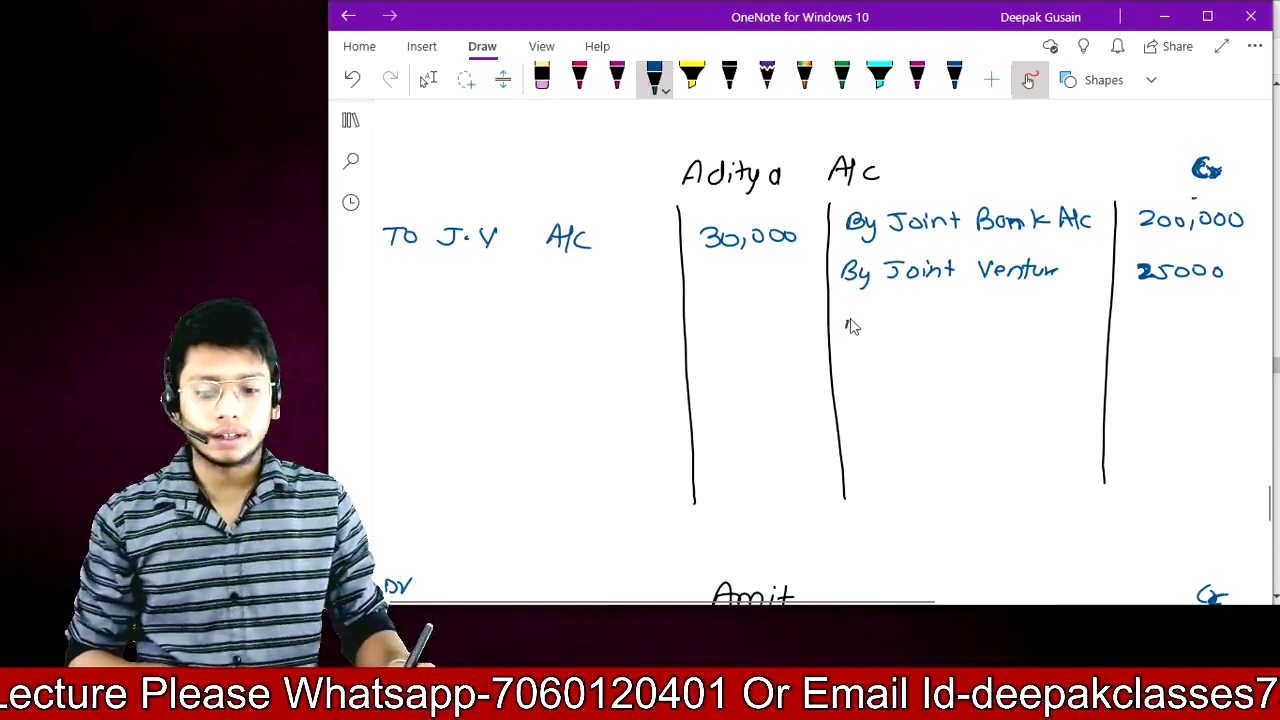 OneNote for Windows 10
Deepak Gusain
Home Insert Draw View Help
Share
Shapes
Aditya A/c Cr
To J.V A/c 30,000 By Joint Bank A/c 200,000
By Joint Ventur 25000
Dr Amit Cr
Lecture Please Whatsapp-7060120401 Or Email Id-deepakclasses7